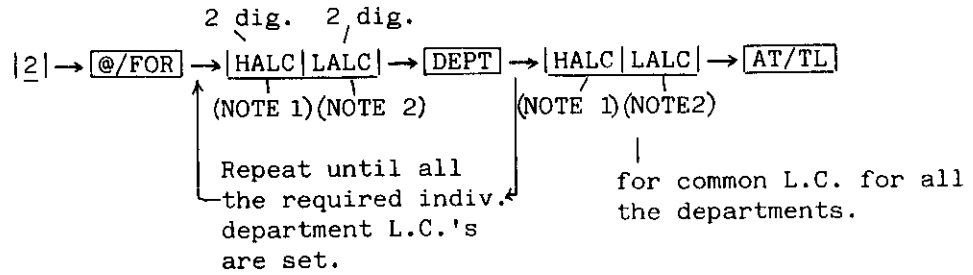 2 dig. 2 dig.
|2| → @/FOR → |HALC|LALC| → DEPT → |HALC|LALC| → AT/TL
(NOTE 1) (NOTE 2) (NOTE 1) (NOTE2)
Repeat until all
the required indiv.
department L.C.'s
are set.
for common L.C. for all
the departments.